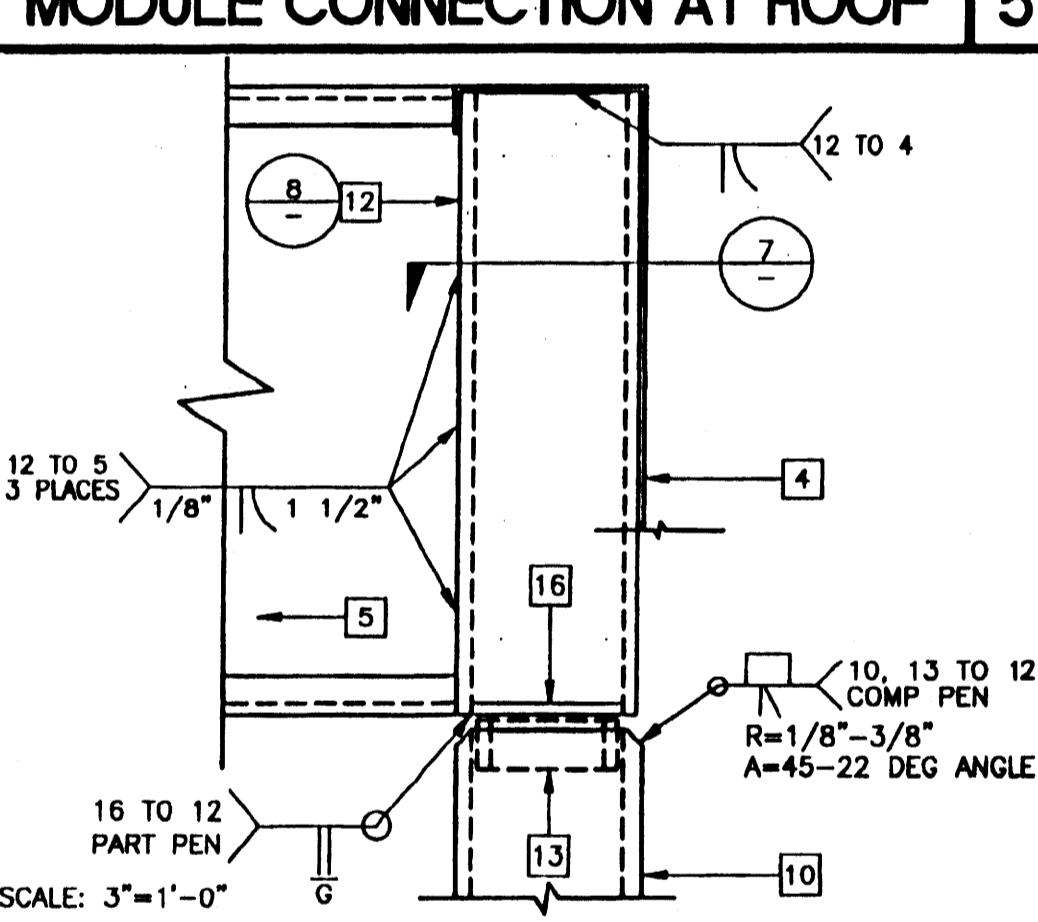 MODULE CONNECTION AT ROOF 5
12 TO 4
8
-
12
7
-
12 TO 5
3 PLACES
1/8"
1 1/2"
4
16
5
10, 13 TO 12
COMP PEN
R=1/8"-3/8"
A=45-22 DEG ANGLE
16 TO 12
PART PEN
G
13
10
SCALE: 3"=1'-0"